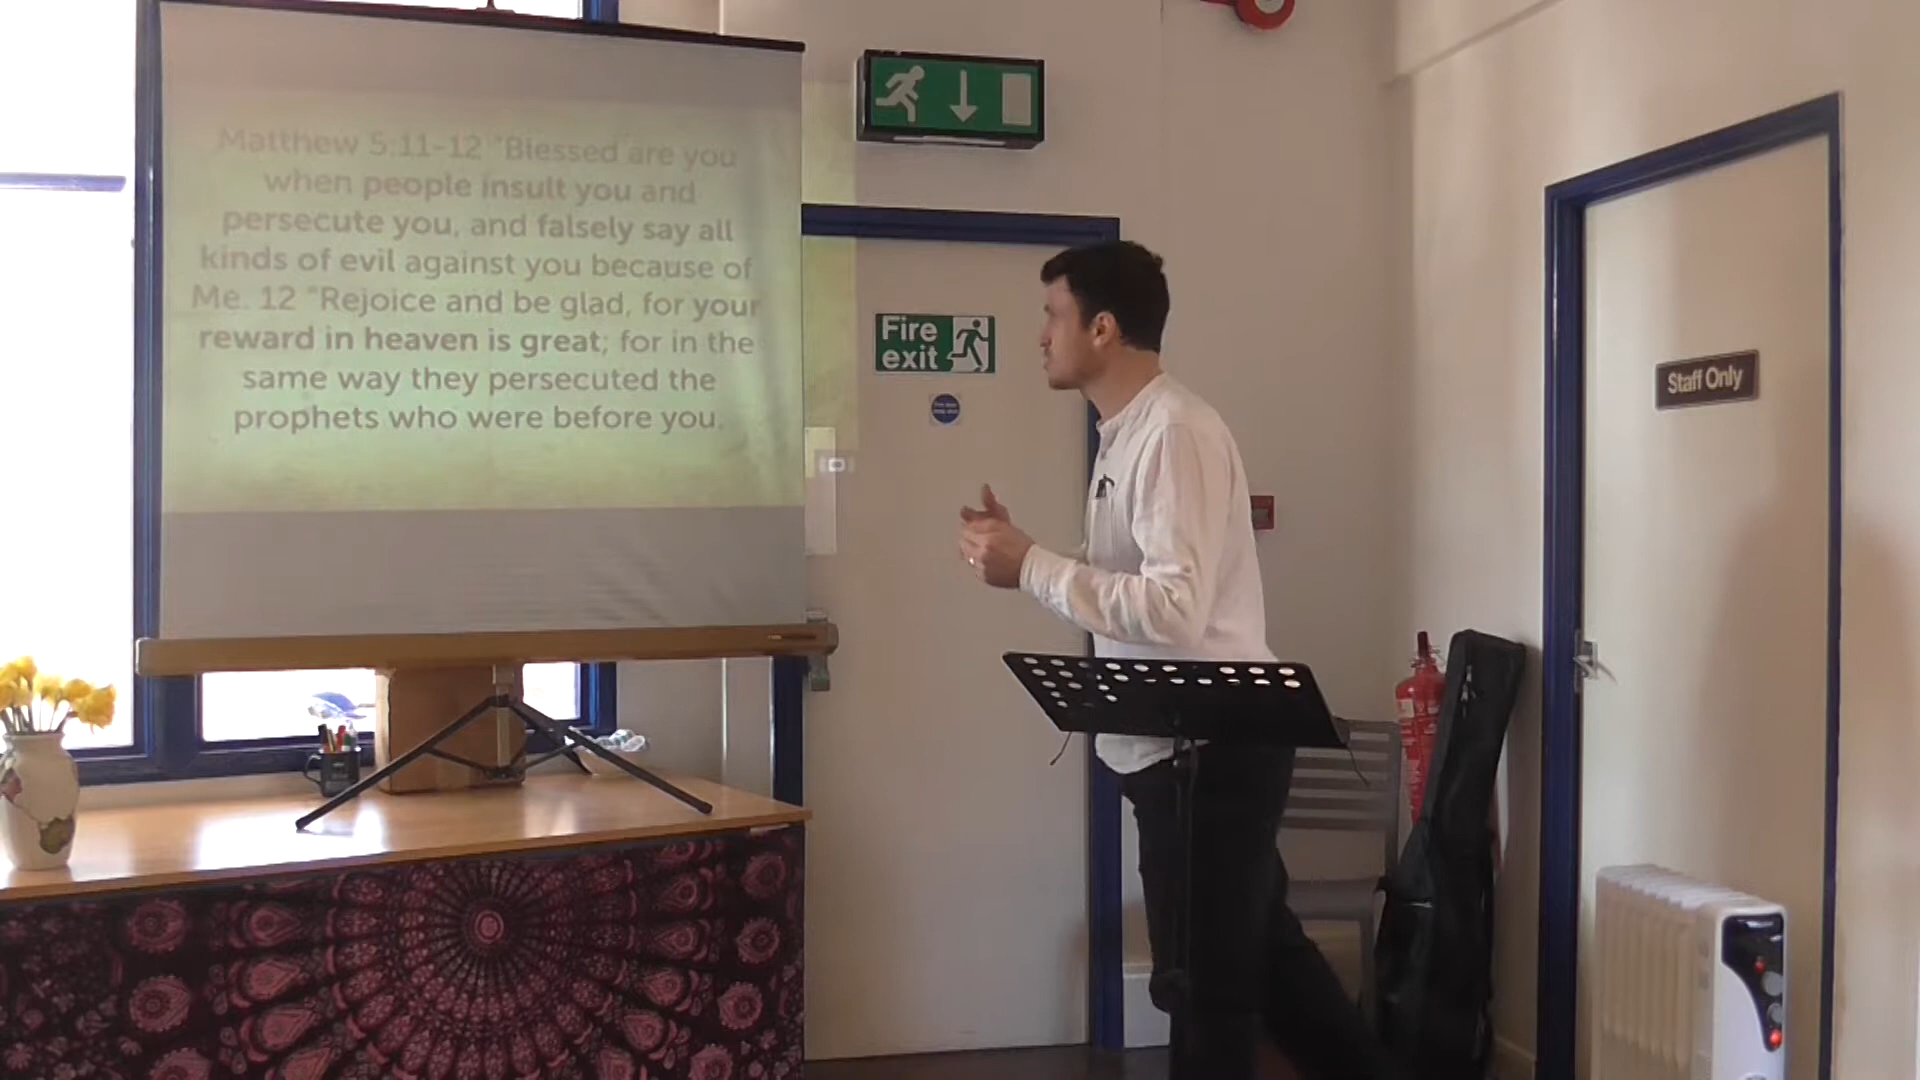 Matthew 5:11-12 "Blessed are you
when people insult you and
persecute you, and falsely say all
kinds of evil against you because of
Me. 12 "Rejoice and be glad, for your
reward in heaven is great; for in the
same way they persecuted the
prophets who were before you.
Fire
exit
Staff Only